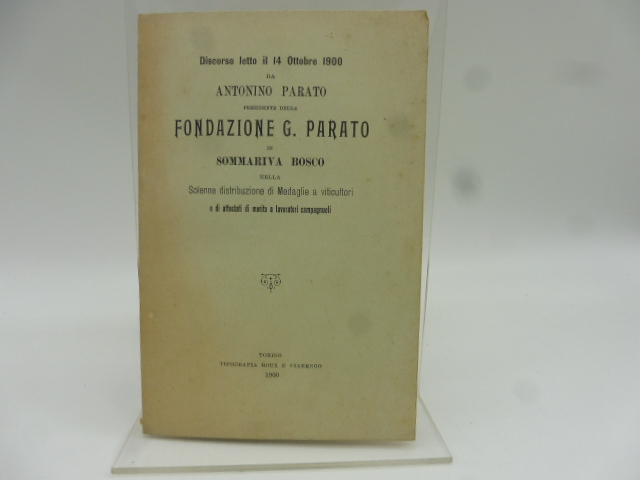 Discorso letto il 14 Ottobre 1900
DA
ANTONINO PARATO
PRESIDENTE DELLA
FONDAZIONE G. PARATO
DI
SOMMARIVA BOSCO
NELLA
Solenne distribuzione di Medaglie a viticultori
e di attestati di merito a lavoratori campagnuoli
TORINO
TIPOGRAFIA ROUX E VIARENGO
1900